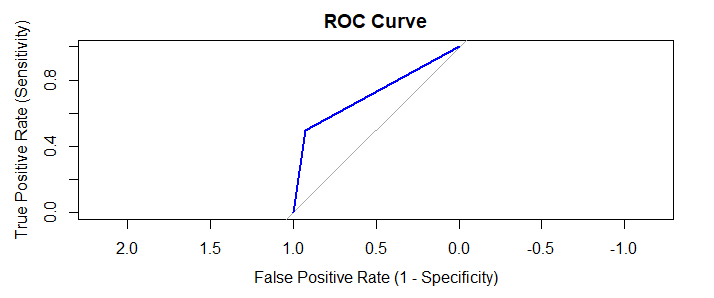 ROC Curve
True Positive Rate (Sensitivity)
0.8
0.4
0.0
2.0 1.5 1.0 0.5 0.0 -0.5 -1.0
False Positive Rate (1 - Specificity)